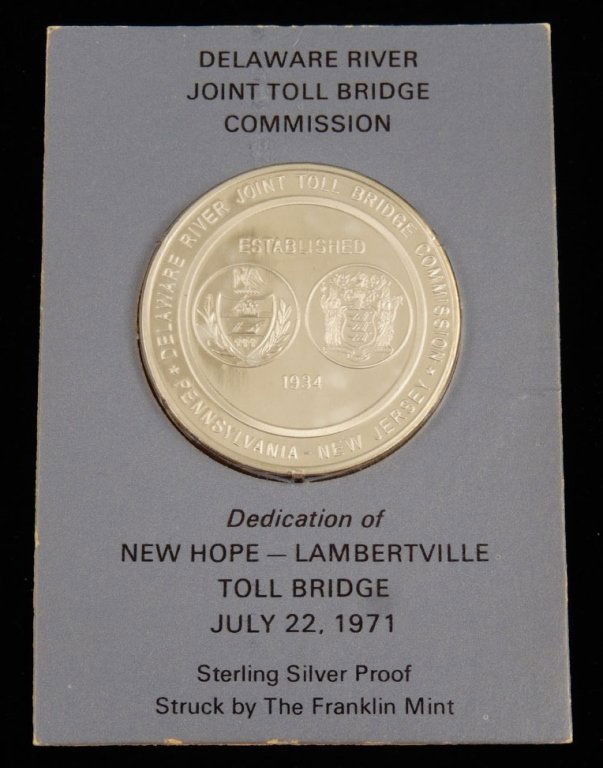 DELAWARE RIVER
JOINT TOLL BRIDGE
COMMISSION
DELAWARE RIVER JOINT TOLL BRIDGE COMMISSION
ESTABLISHED
1934
★ PENNSYLVANIA - NEW JERSEY ★
Dedication of
NEW HOPE — LAMBERTVILLE
TOLL BRIDGE
JULY 22, 1971
Sterling Silver Proof
Struck by The Franklin Mint